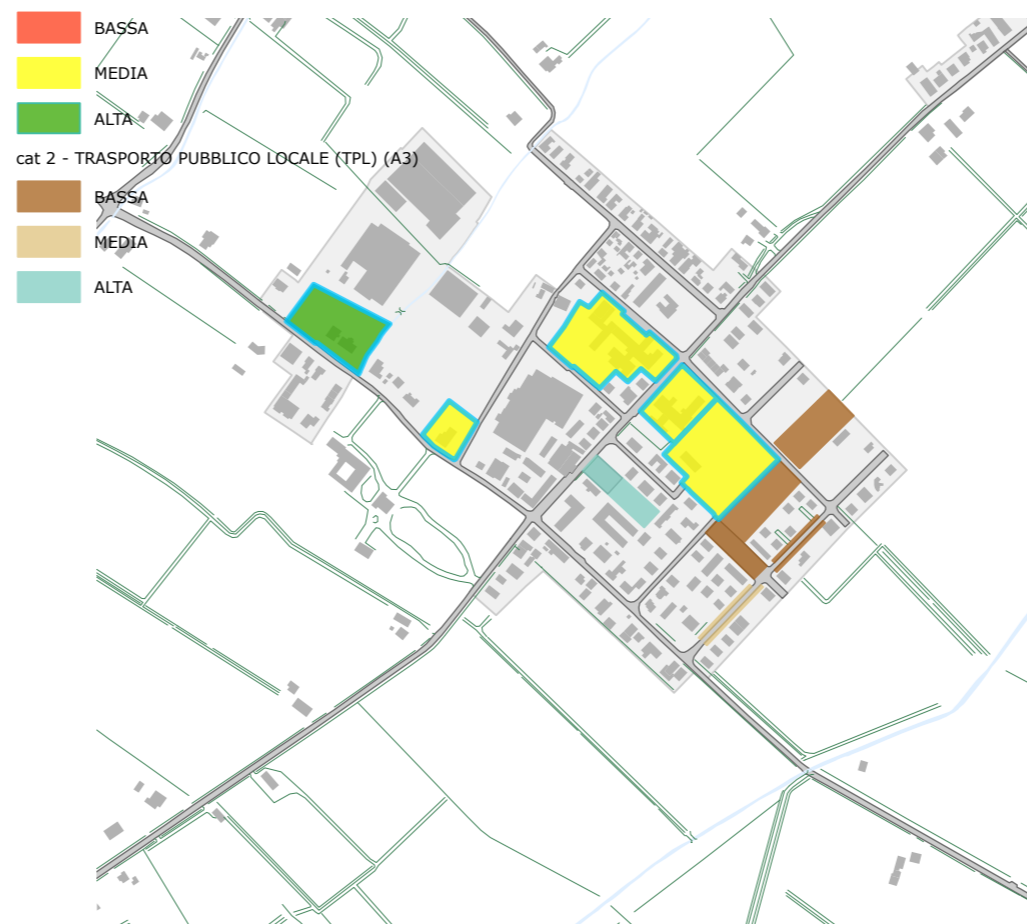 BASSA
MEDIA
ALTA
cat 2 - TRASPORTO PUBBLICO LOCALE (TPL) (A3)
BASSA
MEDIA
ALTA